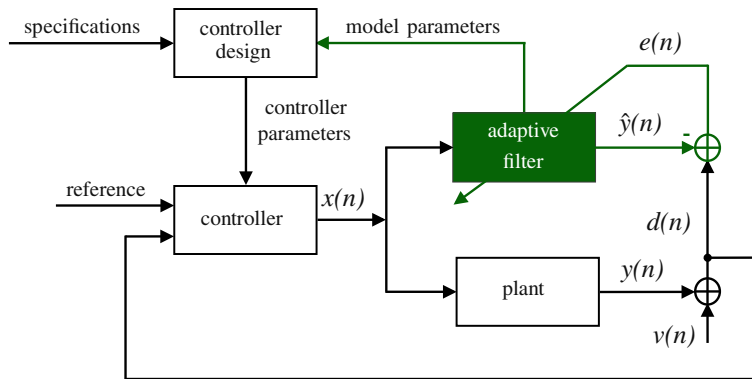 specifications
controller
design
model parameters
e(n)
controller
parameters
adaptive
filter
ŷ(n)
-
reference
controller
x(n)
d(n)
plant
y(n)
v(n)